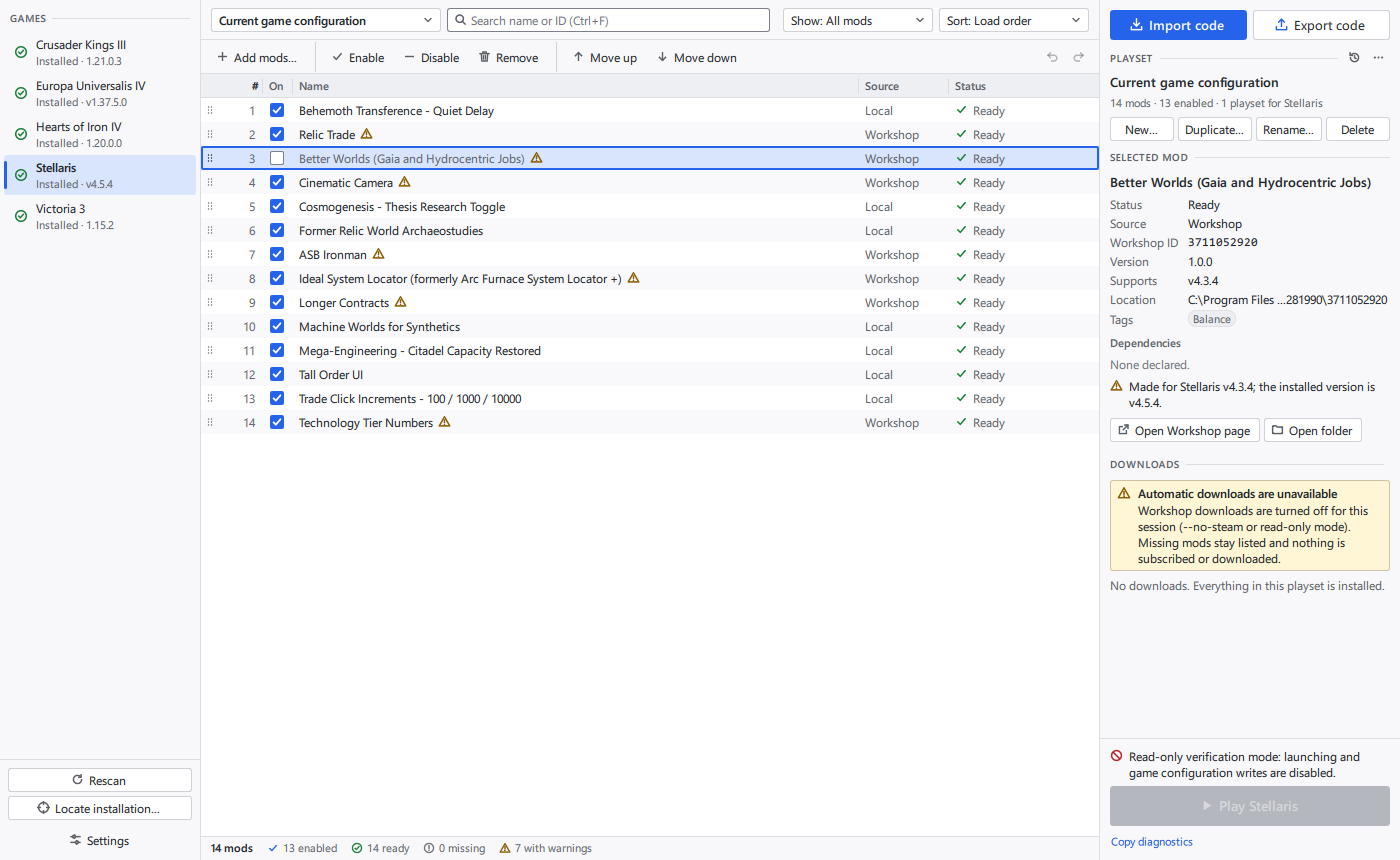 GAMES
Crusader Kings III
Installed · 1.21.0.3
Europa Universalis IV
Installed · v1.37.5.0
Hearts of Iron IV
Installed · 1.20.0.0
Stellaris
Installed · v4.5.4
Victoria 3
Installed · 1.15.2
Rescan
Locate installation...
Settings
Current game configuration
Search name or ID (Ctrl+F)
Show: All mods
Sort: Load order
Add mods...
Enable
Disable
Remove
Move up
Move down
# On Name Source Status
1 Behemoth Transference - Quiet Delay Local Ready
2 Relic Trade Workshop Ready
3 Better Worlds (Gaia and Hydrocentric Jobs) Workshop Ready
4 Cinematic Camera Workshop Ready
5 Cosmogenesis - Thesis Research Toggle Local Ready
6 Former Relic World Archaeostudies Local Ready
7 ASB Ironman Workshop Ready
8 Ideal System Locator (formerly Arc Furnace System Locator +) Workshop Ready
9 Longer Contracts Workshop Ready
10 Machine Worlds for Synthetics Local Ready
11 Mega-Engineering - Citadel Capacity Restored Local Ready
12 Tall Order UI Local Ready
13 Trade Click Increments - 100 / 1000 / 10000 Local Ready
14 Technology Tier Numbers Workshop Ready
14 mods 13 enabled 14 ready 0 missing 7 with warnings
Import code
Export code
PLAYSET
Current game configuration
14 mods · 13 enabled · 1 playset for Stellaris
New... Duplicate... Rename... Delete
SELECTED MOD
Better Worlds (Gaia and Hydrocentric Jobs)
Status Ready
Source Workshop
Workshop ID 3711052920
Version 1.0.0
Supports v4.3.4
Location C:\Program Files ...281990\3711052920
Tags Balance
Dependencies
None declared.
Made for Stellaris v4.3.4; the installed version is
v4.5.4.
Open Workshop page
Open folder
DOWNLOADS
Automatic downloads are unavailable
Workshop downloads are turned off for this
session (--no-steam or read-only mode).
Missing mods stay listed and nothing is
subscribed or downloaded.
No downloads. Everything in this playset is installed.
Read-only verification mode: launching and
game configuration writes are disabled.
Play Stellaris
Copy diagnostics